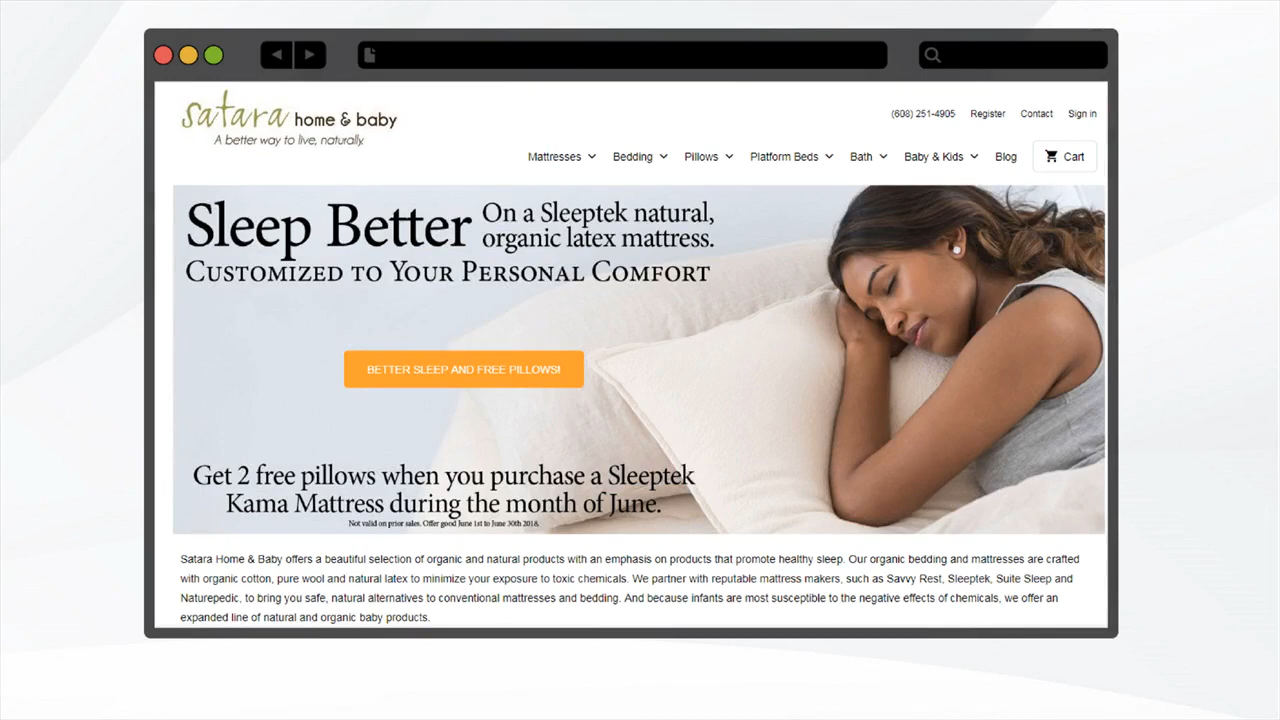 satara home & baby
A better way to live, naturally.
(608) 251-4905 Register Contact Sign in
Mattresses Bedding Pillows Platform Beds Bath Baby & Kids Blog Cart
Sleep Better On a Sleeptek natural,
organic latex mattress.
Customized to Your Personal Comfort
BETTER SLEEP AND FREE PILLOWS!
Get 2 free pillows when you purchase a Sleeptek
Kama Mattress during the month of June.
Not valid on prior sales. Offer good June 1st to June 30th 2018.
Satara Home & Baby offers a beautiful selection of organic and natural products with an emphasis on products that promote healthy sleep. Our organic bedding and mattresses are crafted
with organic cotton, pure wool and natural latex to minimize your exposure to toxic chemicals. We partner with reputable mattress makers, such as Savvy Rest, Sleeptek, Suite Sleep and
Naturepedic, to bring you safe, natural alternatives to conventional mattresses and bedding. And because infants are most susceptible to the negative effects of chemicals, we offer an
expanded line of natural and organic baby products.